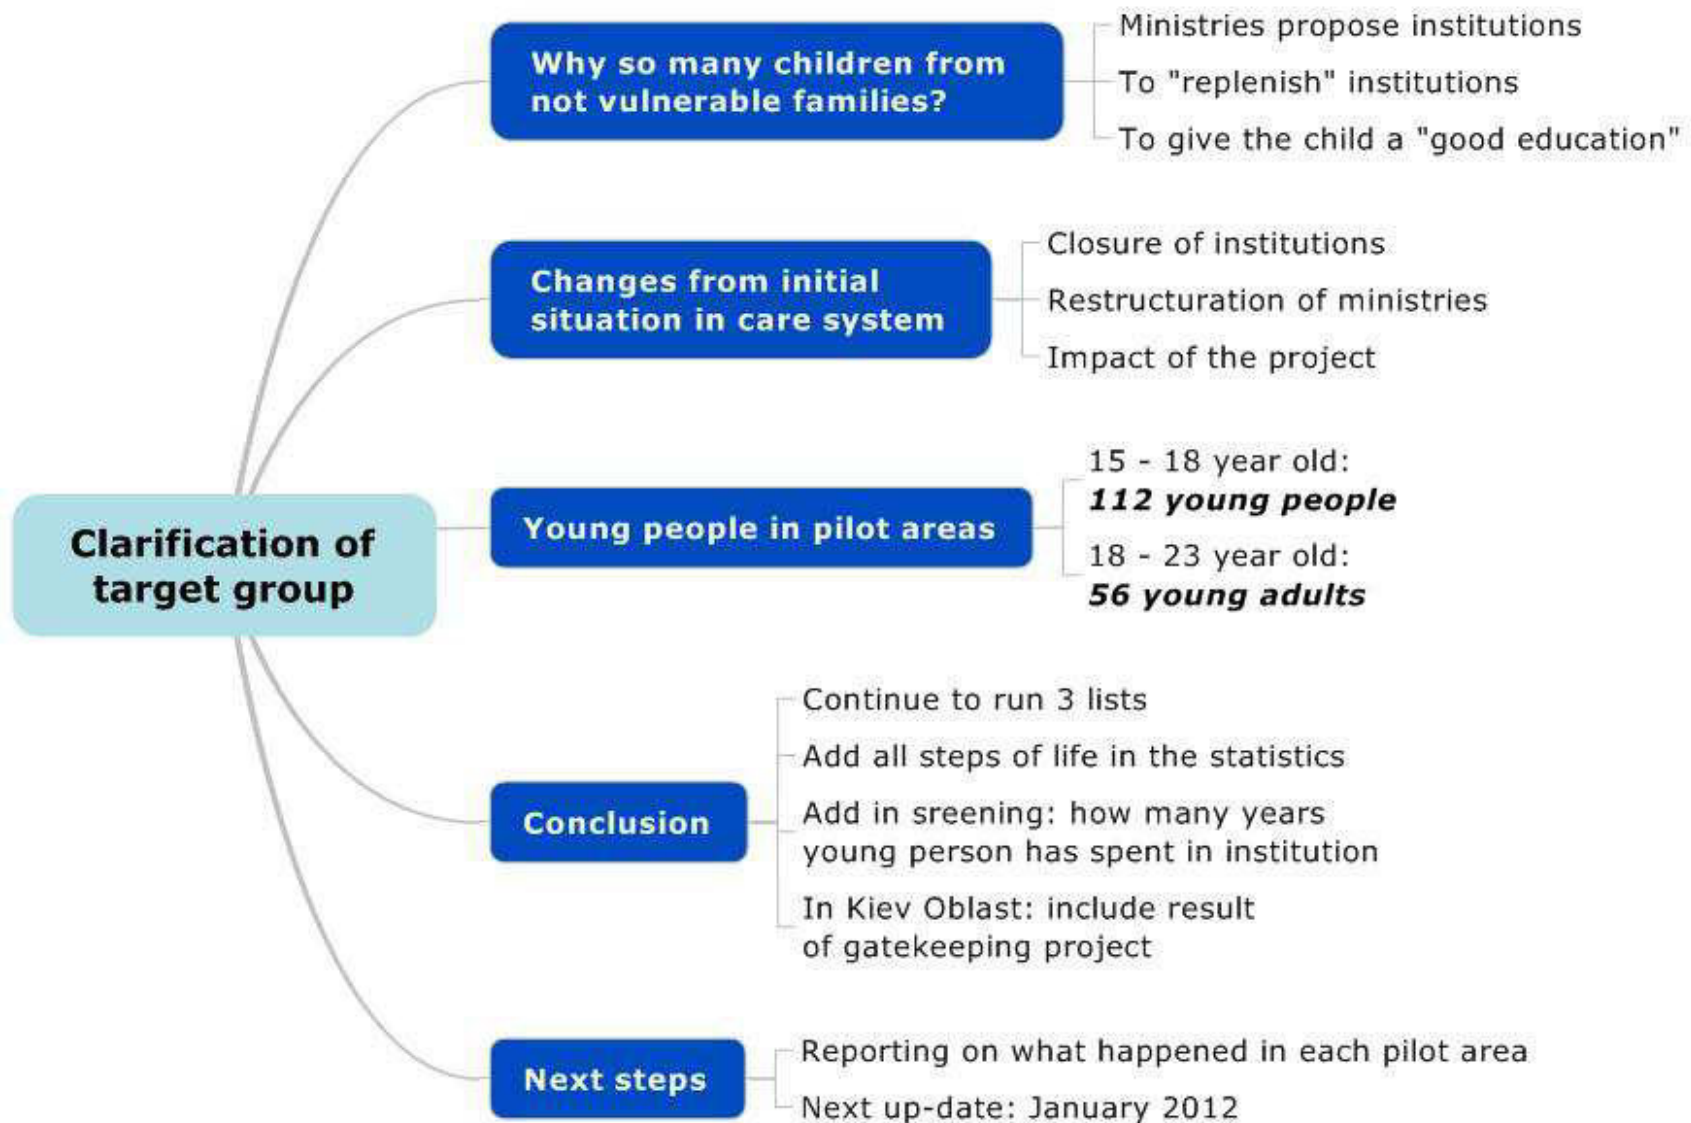 Clarification of
target group
Why so many children from
not vulnerable families?
Ministries propose institutions
To "replenish" institutions
To give the child a "good education"
Changes from initial
situation in care system
Closure of institutions
Restructuration of ministries
Impact of the project
Young people in pilot areas
15 - 18 year old:
112 young people
18 - 23 year old:
56 young adults
Conclusion
Continue to run 3 lists
Add all steps of life in the statistics
Add in sreening: how many years
young person has spent in institution
In Kiev Oblast: include result
of gatekeeping project
Next steps
Reporting on what happened in each pilot area
Next up-date: January 2012